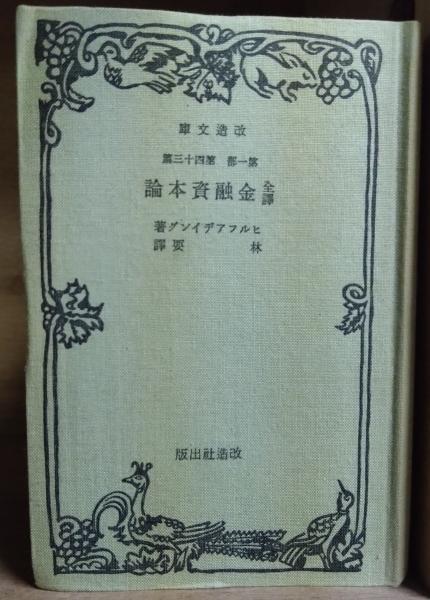 改造文庫
第一部 第四十三篇
全譯 金融資本論
ヒルフアデイング著
林 要譯
改造社出版